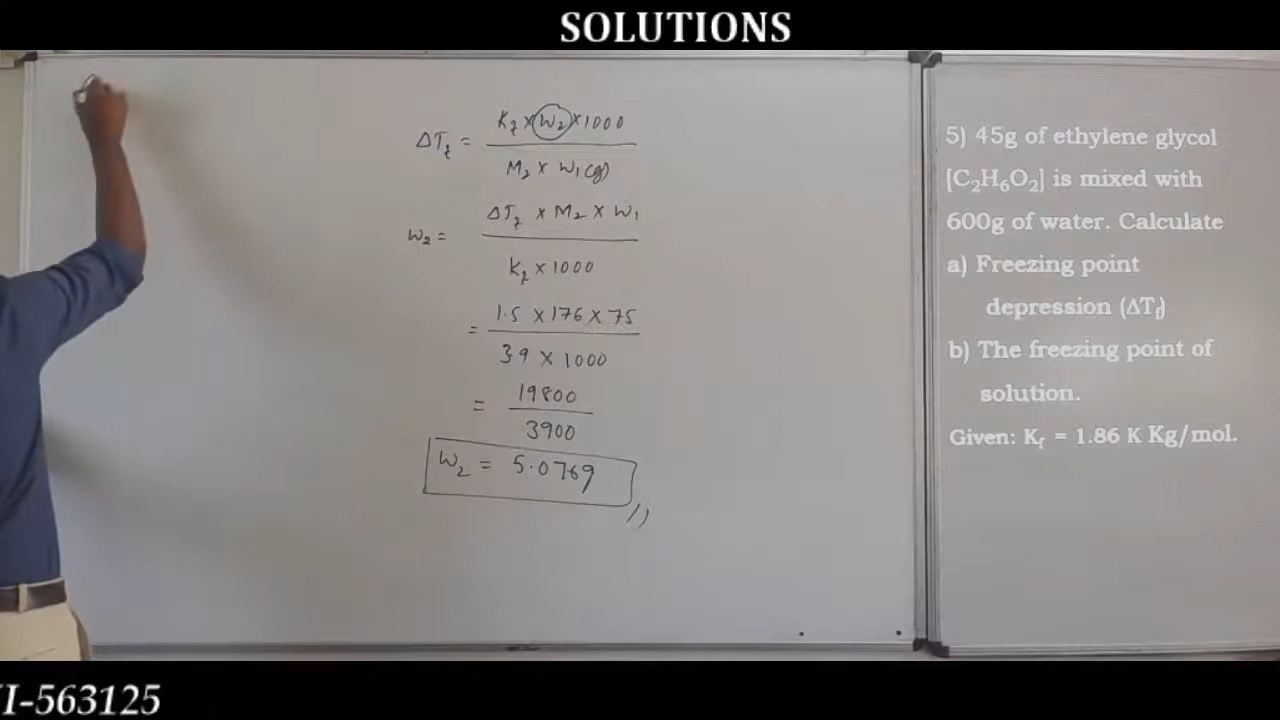 SOLUTIONS
ΔTf = Kf × W2 × 1000
M2 × W1(g)
W2 = ΔTf × M2 × W1
Kf × 1000
= 1.5 × 176 × 75
3.9 × 1000
= 19800
3900
W2 = 5.076g
5) 45g of ethylene glycol
[C₂H₆O₂] is mixed with
600g of water. Calculate
a) Freezing point
depression (ΔTf)
b) The freezing point of
solution.
Given: Kf = 1.86 K Kg/mol.
I-563125